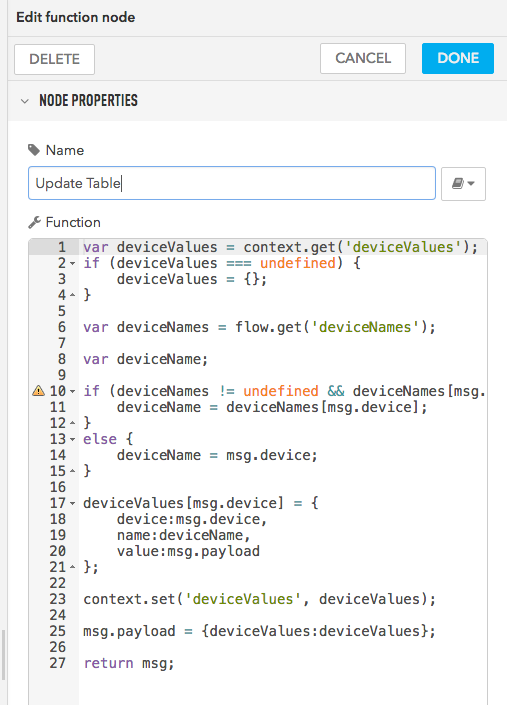 Edit function node
DELETE CANCEL DONE
NODE PROPERTIES
Name
Update Table
Function
1 var deviceValues = context.get('deviceValues');
2 if (deviceValues === undefined) {
3     deviceValues = {};
4 }
5
6 var deviceNames = flow.get('deviceNames');
7
8 var deviceName;
9
10 if (deviceNames != undefined && deviceNames[msg.
11     deviceName = deviceNames[msg.device];
12 }
13 else {
14     deviceName = msg.device;
15 }
16
17 deviceValues[msg.device] = {
18     device:msg.device,
19     name:deviceName,
20     value:msg.payload
21 };
22
23 context.set('deviceValues', deviceValues);
24
25 msg.payload = {deviceValues:deviceValues};
26
27 return msg;